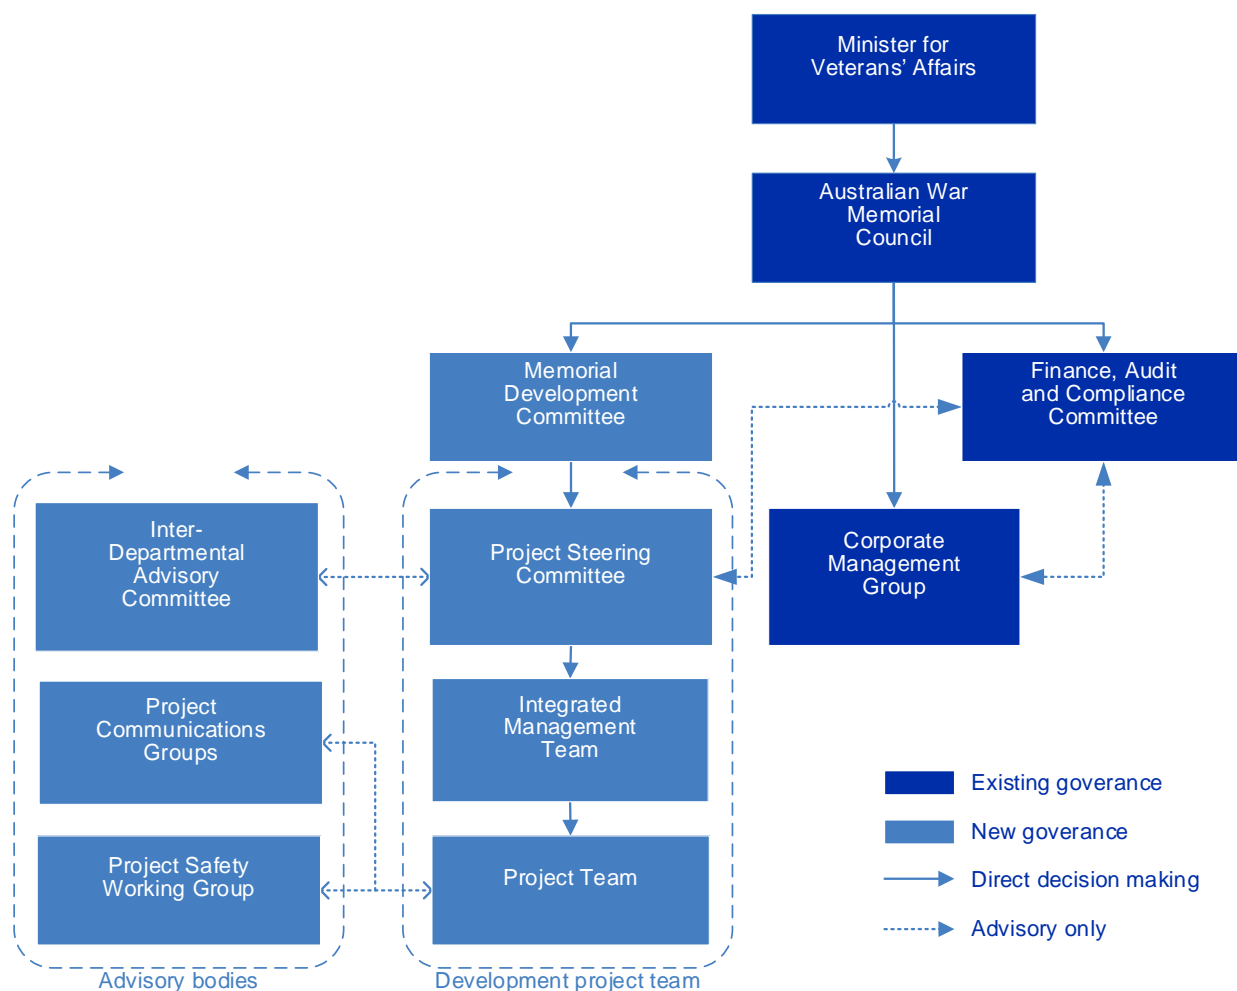 Minister for
Veterans’ Affairs
Australian War
Memorial
Council
Memorial
Development
Committee
Finance, Audit
and Compliance
Committee
Inter-
Departmental
Advisory
Committee
Project Steering
Committee
Corporate
Management
Group
Project
Communications
Groups
Integrated
Management
Team
Project Safety
Working Group
Project Team
Existing goverance
New goverance
Direct decision making
Advisory only
Advisory bodies
Development project team